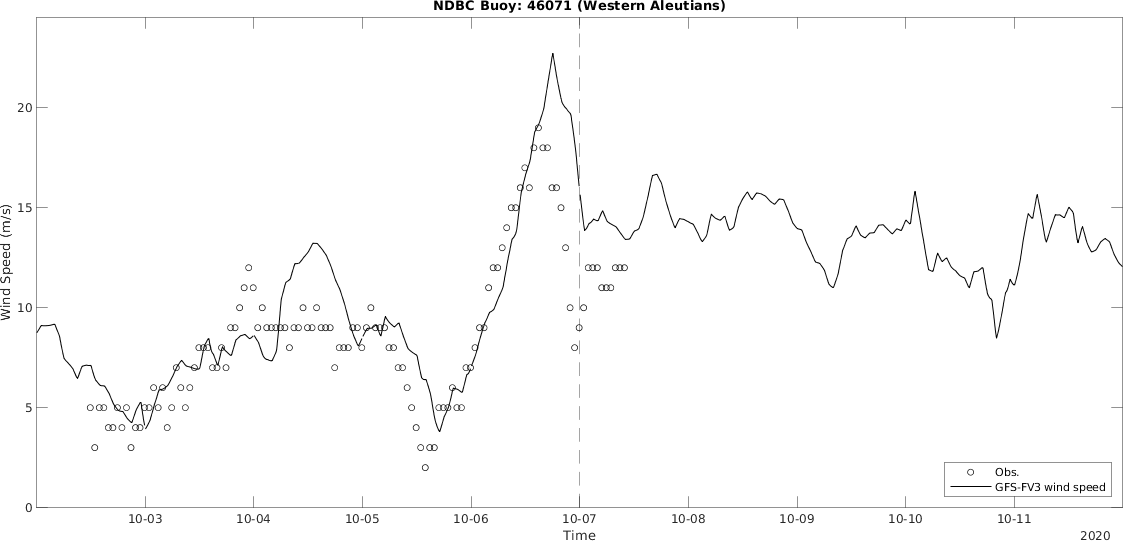 NDBC Buoy: 46071 (Western Aleutians)
Wind Speed (m/s)
20
15
10
5
0
10-03 10-04 10-05 10-06 10-07 10-08 10-09 10-10 10-11
Time
2020
Obs.
GFS-FV3 wind speed